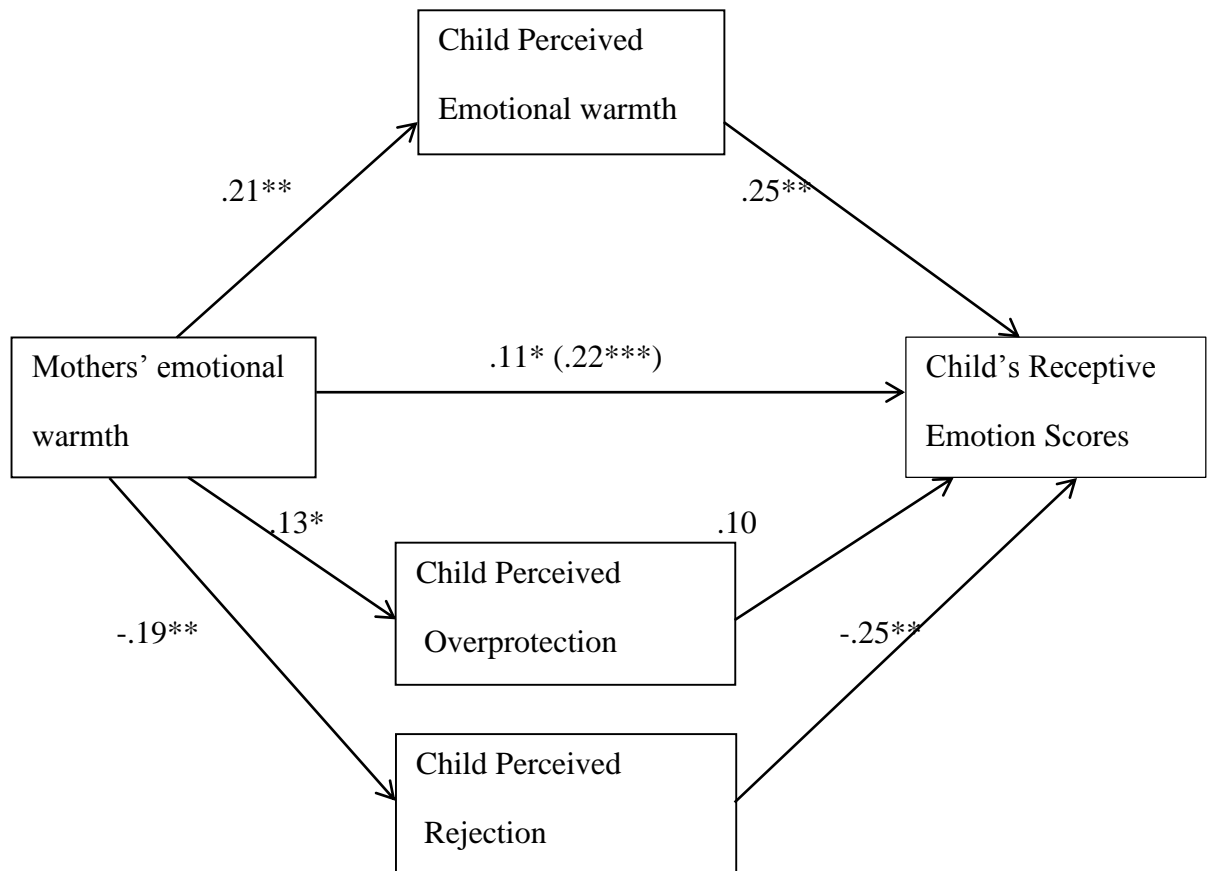 Child Perceived
Emotional warmth
.21**
.25**
Mothers’ emotional
warmth
.11* (.22***)
Child’s Receptive
Emotion Scores
.13*
.10
Child Perceived
Overprotection
-.19**
-.25**
Child Perceived
Rejection